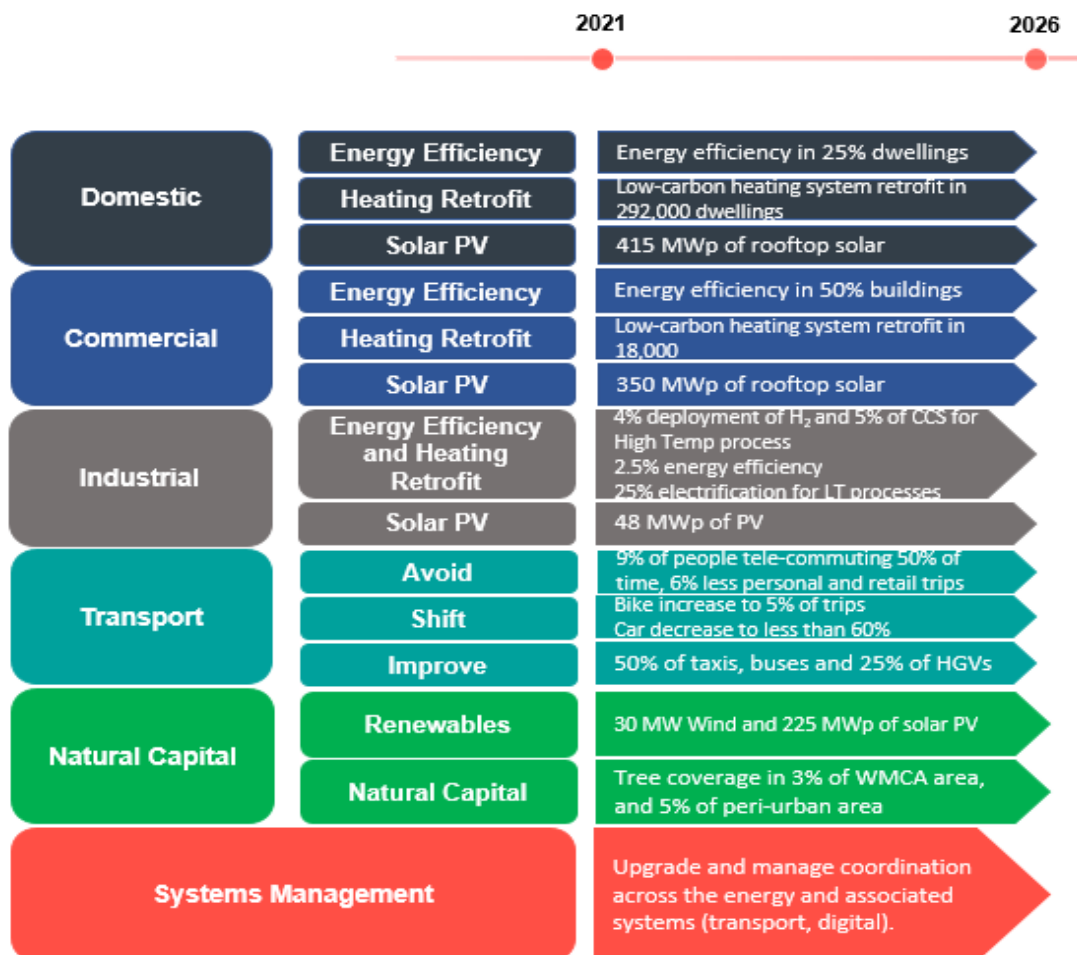 2021
2026
Domestic
Energy Efficiency
Energy efficiency in 25% dwellings
Heating Retrofit
Low-carbon heating system retrofit in
292,000 dwellings
Solar PV
415 MWp of rooftop solar
Commercial
Energy Efficiency
Energy efficiency in 50% buildings
Heating Retrofit
Low-carbon heating system retrofit in
18,000
Solar PV
350 MWp of rooftop solar
Industrial
Energy Efficiency
and Heating
Retrofit
4% deployment of H₂ and 5% of CCS for
High Temp process
2.5% energy efficiency
25% electrification for LT processes
Solar PV
48 MWp of PV
Transport
Avoid
9% of people tele-commuting 50% of
time, 6% less personal and retail trips
Shift
Bike increase to 5% of trips
Car decrease to less than 60%
Improve
50% of taxis, buses and 25% of HGVs
Natural Capital
Renewables
30 MW Wind and 225 MWp of solar PV
Natural Capital
Tree coverage in 3% of WMCA area,
and 5% of peri-urban area
Systems Management
Upgrade and manage coordination
across the energy and associated
systems (transport, digital).